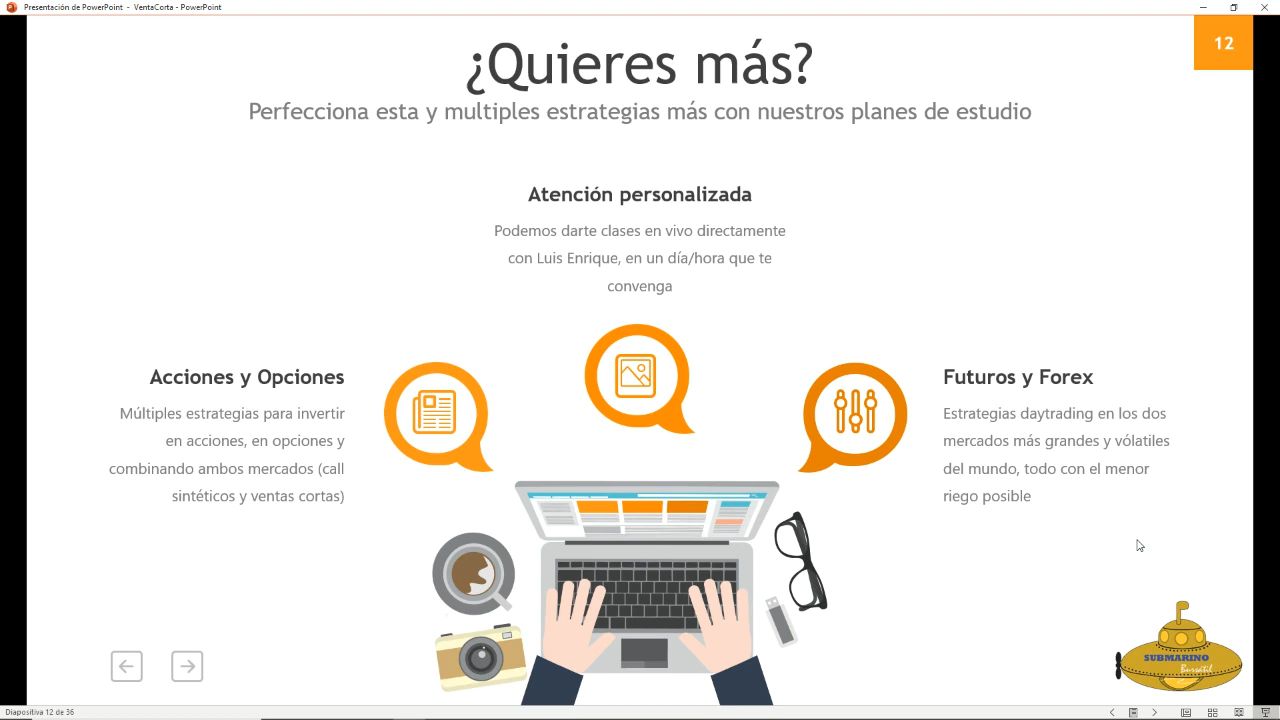 Presentación de PowerPoint - VentaCorta - PowerPoint
12
¿Quieres más?
Perfecciona esta y multiples estrategias más con nuestros planes de estudio
Atención personalizada
Podemos darte clases en vivo directamente
con Luis Enrique, en un día/hora que te
convenga
Acciones y Opciones
Múltiples estrategias para invertir
en acciones, en opciones y
combinando ambos mercados (call
sintéticos y ventas cortas)
Futuros y Forex
Estrategias daytrading en los dos
mercados más grandes y vólatiles
del mundo, todo con el menor
riego posible
SUBMARINO
Bursátil
Diapositiva 12 de 36